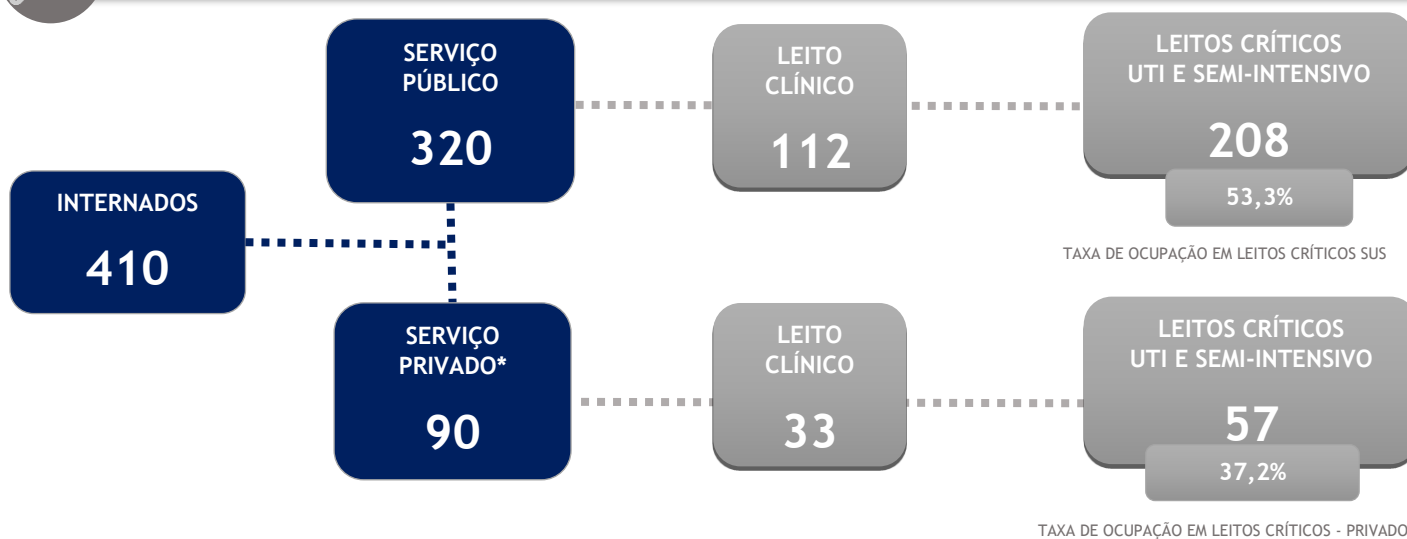 INTERNADOS
410
SERVIÇO
PÚBLICO
320
LEITO
CLÍNICO
112
LEITOS CRÍTICOS
UTI E SEMI-INTENSIVO
208
53,3%
TAXA DE OCUPAÇÃO EM LEITOS CRÍTICOS SUS
SERVIÇO
PRIVADO*
90
LEITO
CLÍNICO
33
LEITOS CRÍTICOS
UTI E SEMI-INTENSIVO
57
37,2%
TAXA DE OCUPAÇÃO EM LEITOS CRÍTICOS - PRIVADO